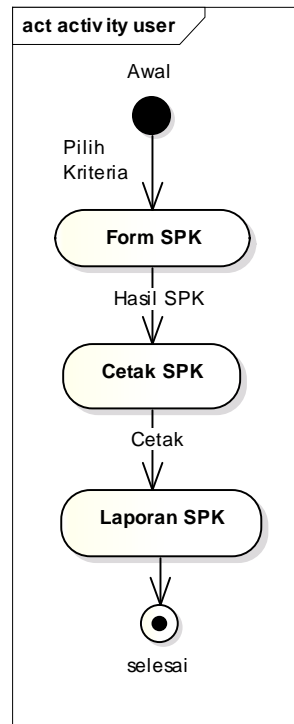 act activity user
Awal
Pilih
Kriteria
Form SPK
Hasil SPK
Cetak SPK
Cetak
Laporan SPK
selesai